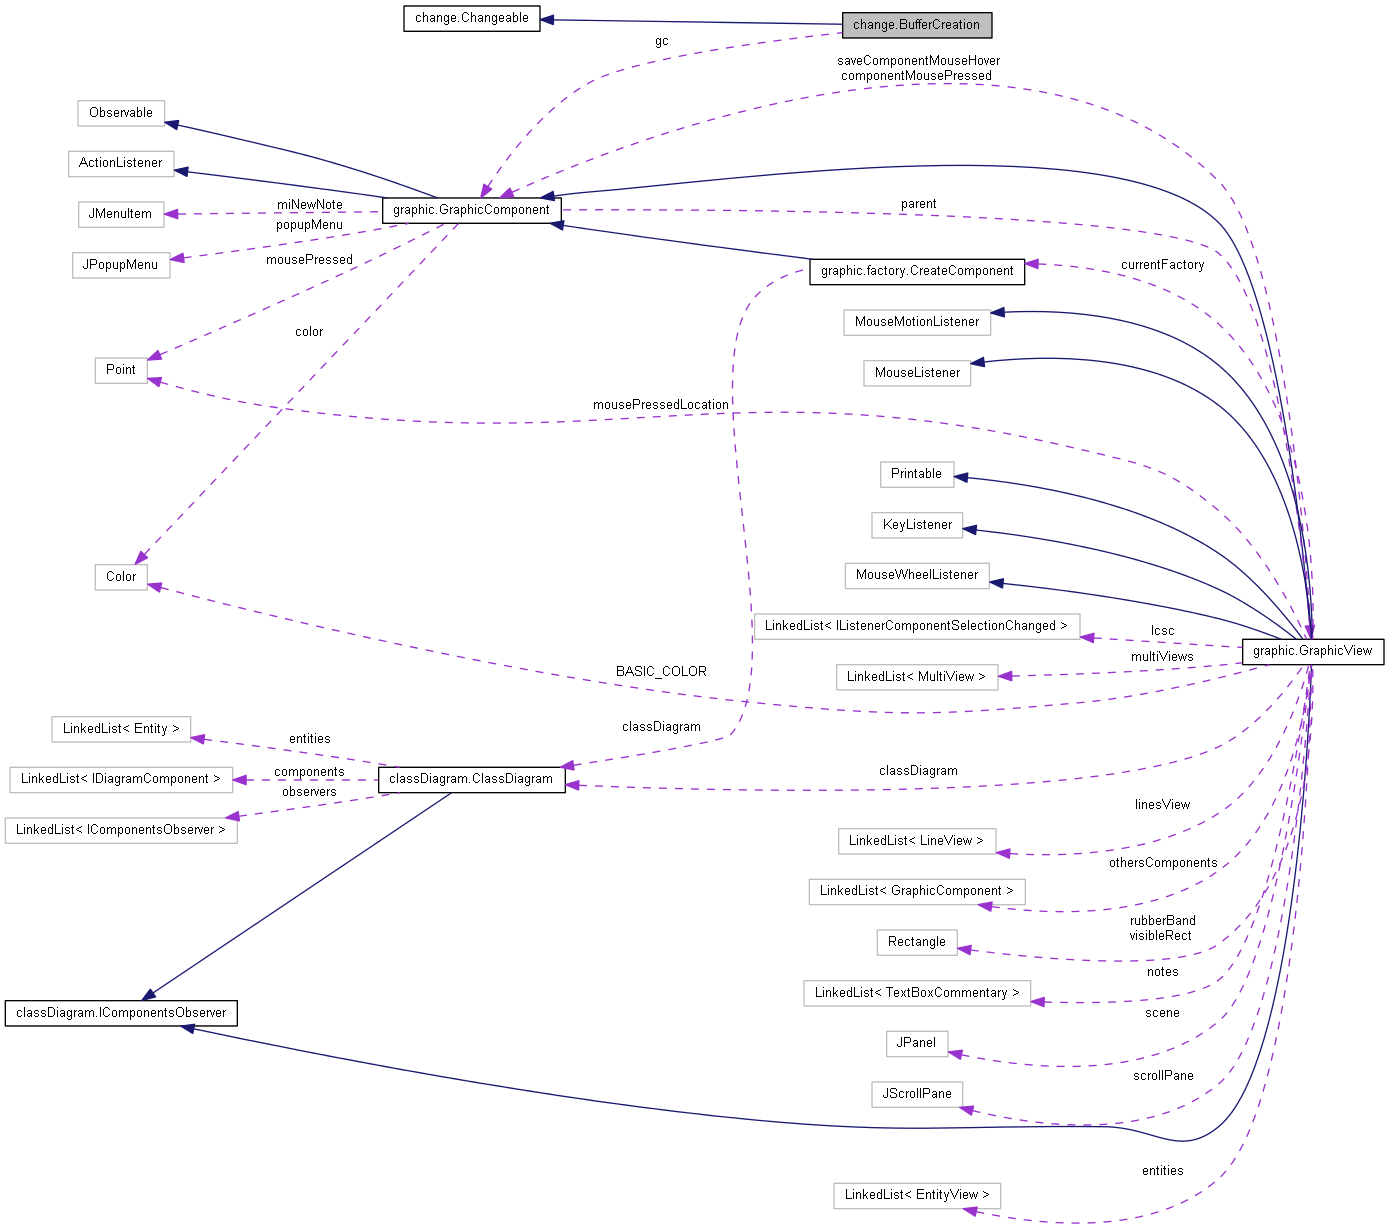 change.Changeable
change.BufferCreation
gc
saveComponentMouseHover
componentMousePressed
Observable
ActionListener
JMenuItem
miNewNote
graphic.GraphicComponent
parent
popupMenu
JPopupMenu
mousePressed
graphic.factory.CreateComponent
currentFactory
MouseMotionListener
color
Point
MouseListener
mousePressedLocation
Printable
KeyListener
Color
MouseWheelListener
LinkedList< IListenerComponentSelectionChanged >
lcsc
graphic.GraphicView
multiViews
LinkedList< MultiView >
BASIC_COLOR
LinkedList< Entity >
entities
classDiagram
LinkedList< IDiagramComponent >
components
classDiagram.ClassDiagram
classDiagram
observers
LinkedList< IComponentsObserver >
linesView
LinkedList< LineView >
othersComponents
LinkedList< GraphicComponent >
rubberBand
visibleRect
Rectangle
notes
LinkedList< TextBoxCommentary >
classDiagram.IComponentsObserver
scene
JPanel
scrollPane
JScrollPane
entities
LinkedList< EntityView >